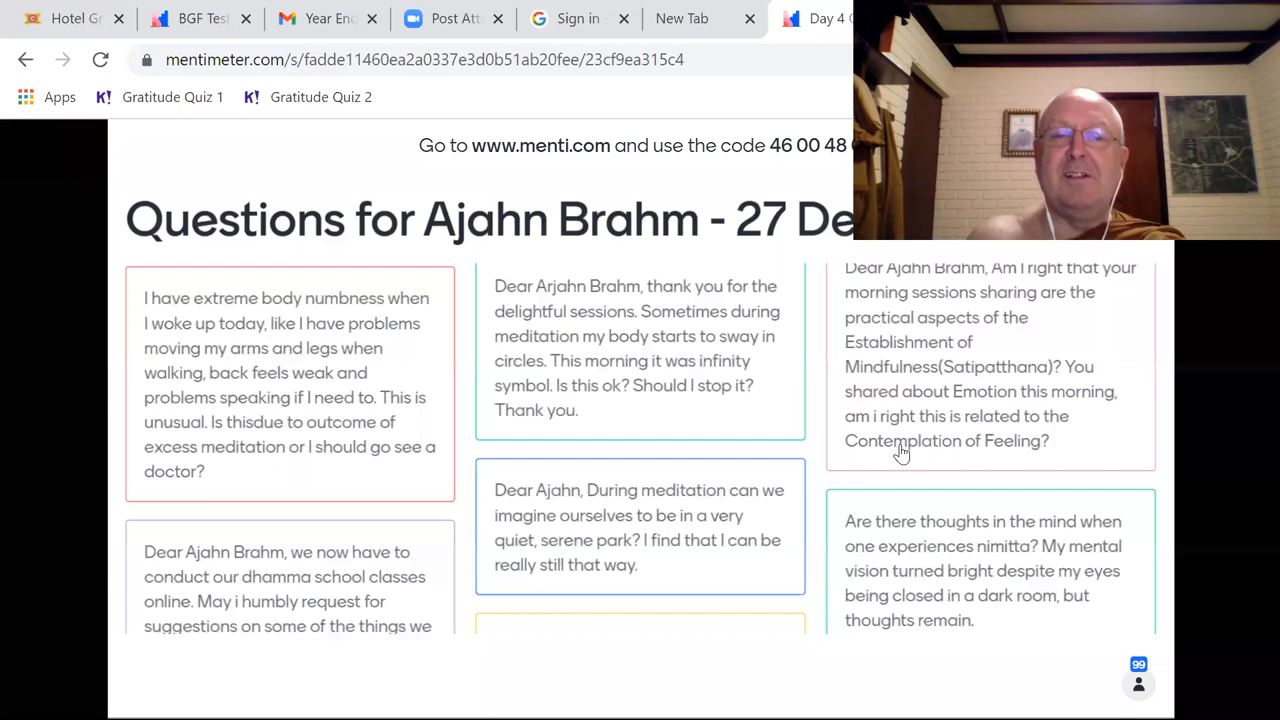 Hotel Gr
BGF Test
Year End
Post Att
Sign in -
New Tab
Day 4
mentimeter.com/s/fadde11460ea2a0337e3d0b51ab20fee/23cf9ea315c4
Apps
K! Gratitude Quiz 1
K! Gratitude Quiz 2
Go to www.menti.com and use the code 46 00 48
Questions for Ajahn Brahm - 27 De
I have extreme body numbness when
I woke up today, like I have problems
moving my arms and legs when
walking, back feels weak and
problems speaking if I need to. This is
unusual. Is thisdue to outcome of
excess meditation or I should go see a
doctor?
Dear Ajahn Brahm, we now have to
conduct our dhamma school classes
online. May i humbly request for
suggestions on some of the things we
Dear Arjahn Brahm, thank you for the
delightful sessions. Sometimes during
meditation my body starts to sway in
circles. This morning it was infinity
symbol. Is this ok? Should I stop it?
Thank you.
Dear Ajahn, During meditation can we
imagine ourselves to be in a very
quiet, serene park? I find that I can be
really still that way.
Dear Ajahn Brahm, Am I right that your
morning sessions sharing are the
practical aspects of the
Establishment of
Mindfulness(Satipatthana)? You
shared about Emotion this morning,
am i right this is related to the
Contemplation of Feeling?
Are there thoughts in the mind when
one experiences nimitta? My mental
vision turned bright despite my eyes
being closed in a dark room, but
thoughts remain.
99